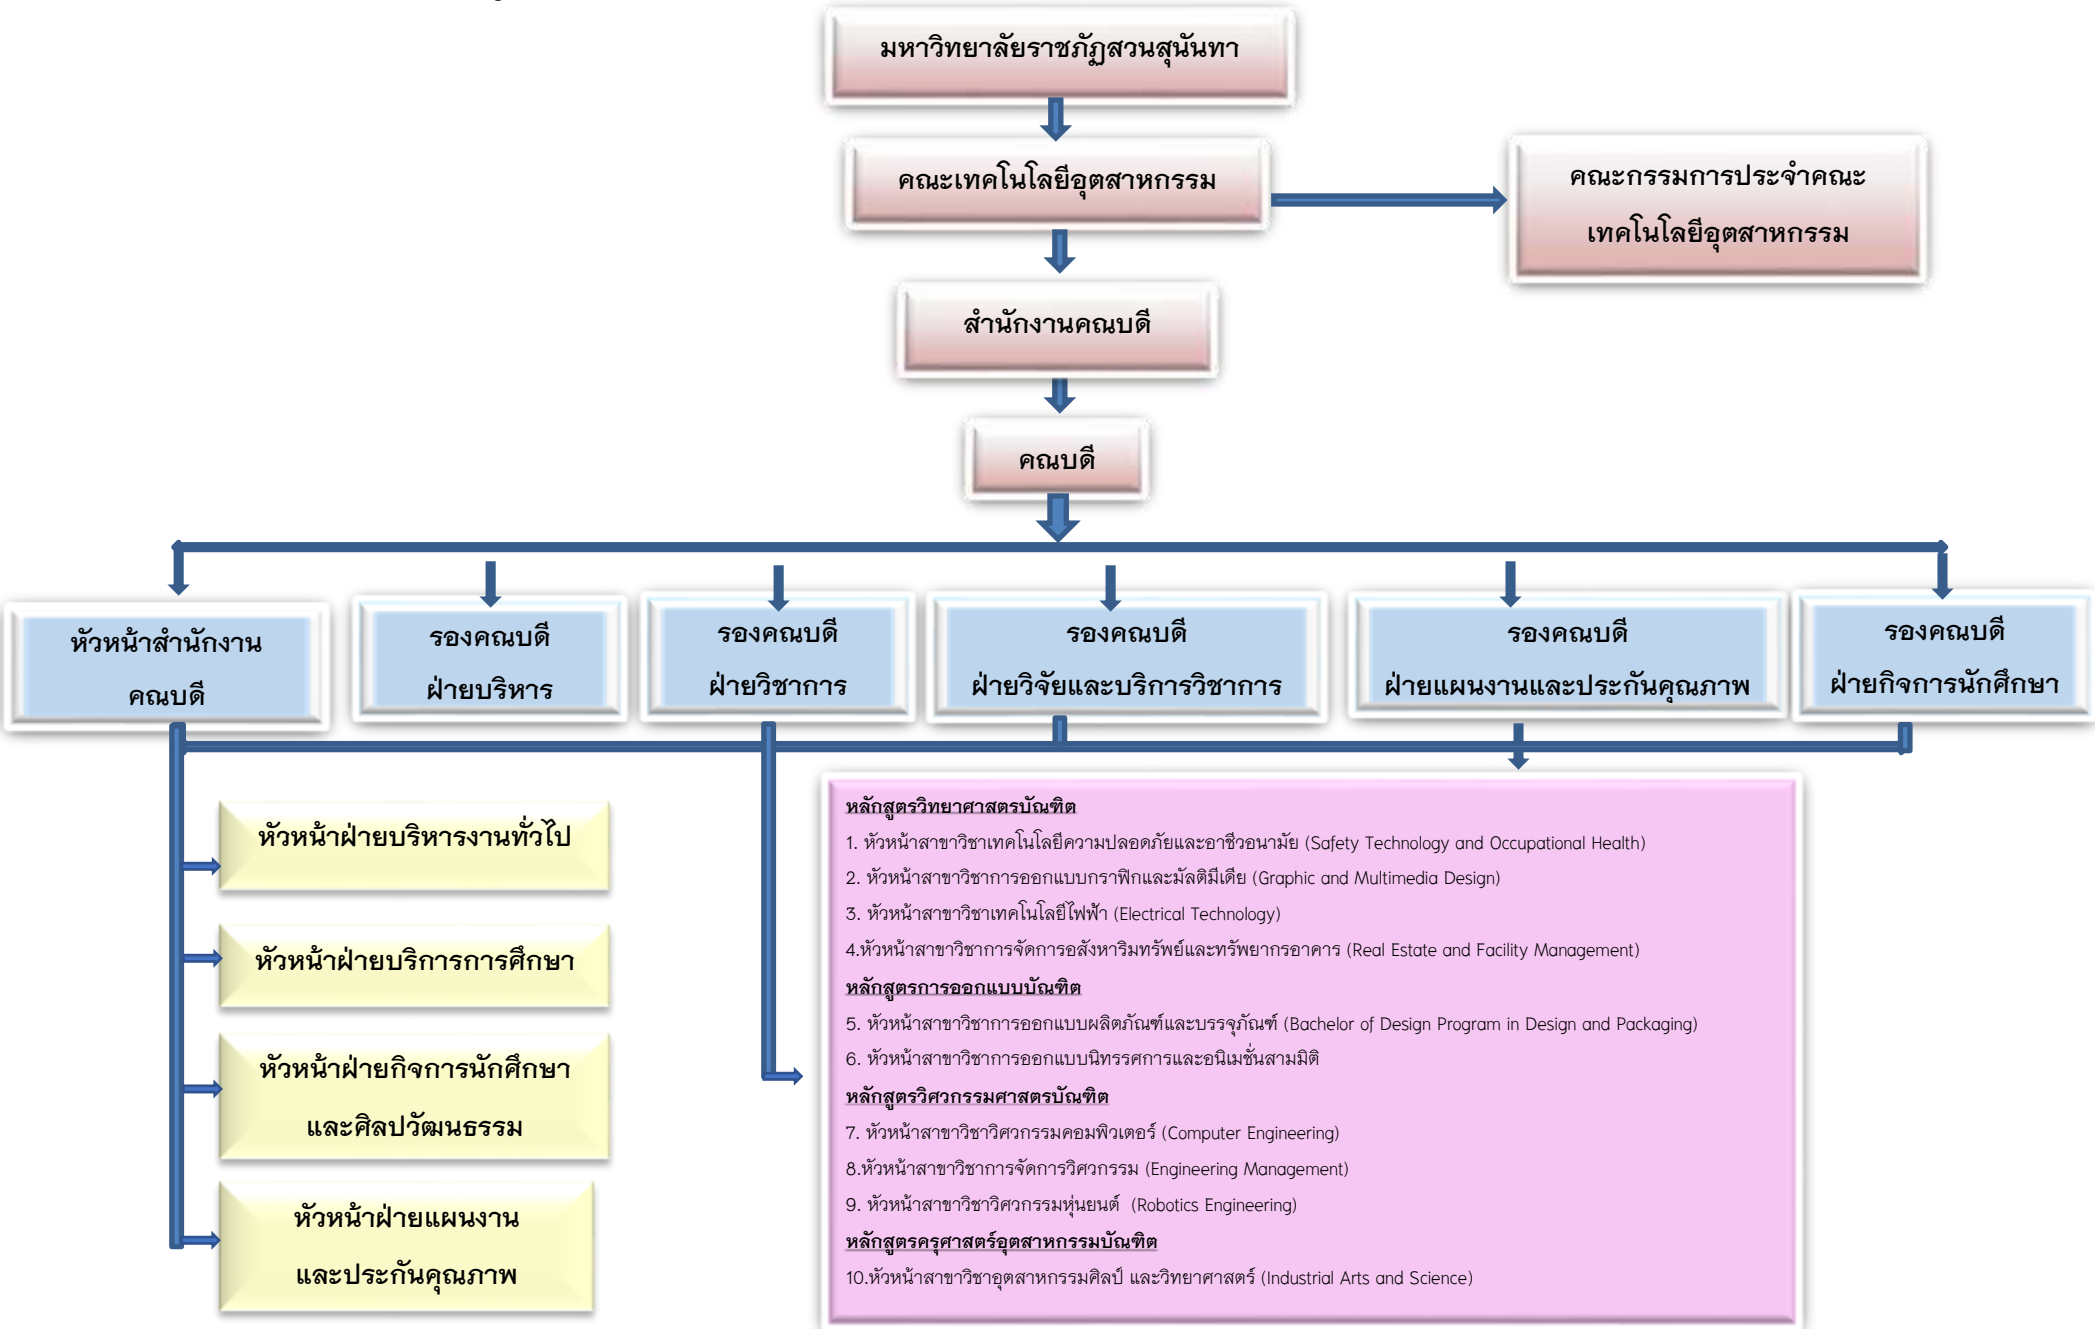 มหาวิทยาลัยราชภัฏสวนสุนันทา
คณะเทคโนโลยีอุตสาหกรรม
คณะกรรมการประจำคณะ
เทคโนโลยีอุตสาหกรรม
สำนักงานคณบดี
คณบดี
หัวหน้าสำนักงาน
คณบดี
รองคณบดี
ฝ่ายบริหาร
รองคณบดี
ฝ่ายวิชาการ
รองคณบดี
ฝ่ายวิจัยและบริการวิชาการ
รองคณบดี
ฝ่ายแผนงานและประกันคุณภาพ
รองคณบดี
ฝ่ายกิจการนักศึกษา
หัวหน้าฝ่ายบริหารงานทั่วไป
หัวหน้าฝ่ายบริการการศึกษา
หัวหน้าฝ่ายกิจการนักศึกษา
และศิลปวัฒนธรรม
หัวหน้าฝ่ายแผนงาน
และประกันคุณภาพ
หลักสูตรวิทยาศาสตรบัณฑิต
1. หัวหน้าสาขาวิชาเทคโนโลยีความปลอดภัยและอาชีวอนามัย (Safety Technology and Occupational Health)
2. หัวหน้าสาขาวิชาการออกแบบกราฟิกและมัลติมีเดีย (Graphic and Multimedia Design)
3. หัวหน้าสาขาวิชาเทคโนโลยีไฟฟ้า (Electrical Technology)
4.หัวหน้าสาขาวิชาการจัดการอสังหาริมทรัพย์และทรัพยากรอาคาร (Real Estate and Facility Management)
หลักสูตรการออกแบบบัณฑิต
5. หัวหน้าสาขาวิชาการออกแบบผลิตภัณฑ์และบรรจุภัณฑ์ (Bachelor of Design Program in Design and Packaging)
6. หัวหน้าสาขาวิชาการออกแบบนิทรรศการและอนิเมชั่นสามมิติ
หลักสูตรวิศวกรรมศาสตรบัณฑิต
7. หัวหน้าสาขาวิชาวิศวกรรมคอมพิวเตอร์ (Computer Engineering)
8.หัวหน้าสาขาวิชาการจัดการวิศวกรรม (Engineering Management)
9. หัวหน้าสาขาวิชาวิศวกรรมหุ่นยนต์ (Robotics Engineering)
หลักสูตรครุศาสตร์อุตสาหกรรมบัณฑิต
10.หัวหน้าสาขาวิชาอุตสาหกรรมศิลป์ และวิทยาศาสตร์ (Industrial Arts and Science)